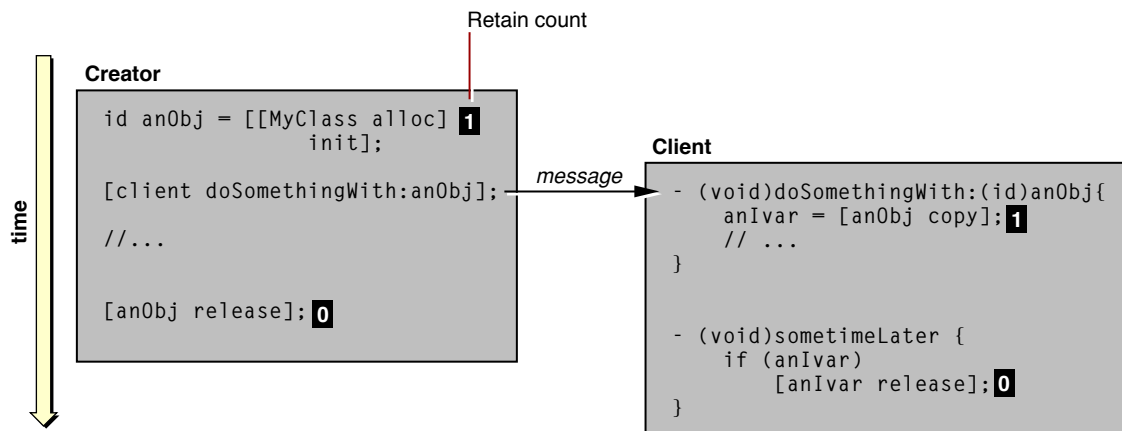 Retain count
time
Creator
id anObj = [[MyClass alloc] 1
init];
[client doSomethingWith:anObj];
//...
[anObj release]; 0
message
Client
- (void)doSomethingWith:(id)anObj{
anIvar = [anObj copy]; 1
// ...
}
- (void)sometimeLater {
if (anIvar)
[anIvar release]; 0
}